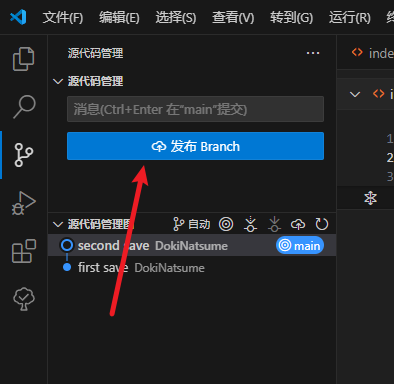 文件(F) 编辑(E) 选择(S) 查看(V) 转到(G) 运行(R)
源代码管理
源代码管理
消息(Ctrl+Enter 在"main"提交)
发布 Branch
源代码管理图 自动
second save DokiNatsume main
first save DokiNatsume
1
2
3